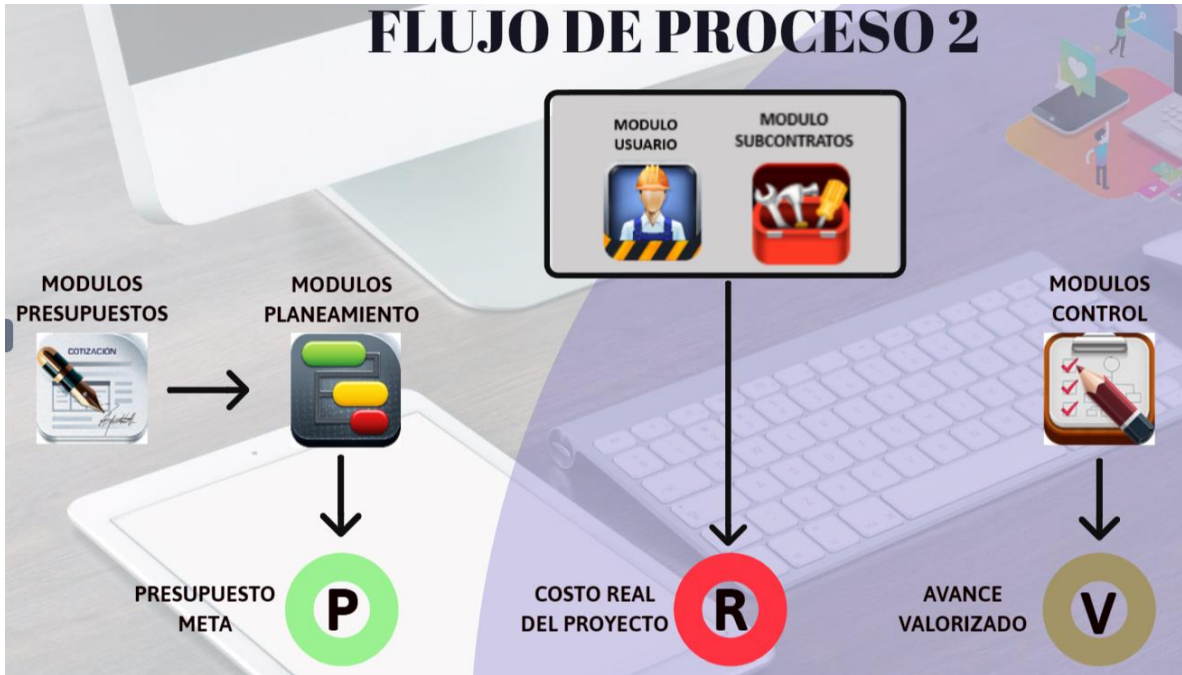 FLUJO DE PROCESO 2
MODULO
USUARIO
MODULO
SUBCONTRATOS
MODULOS
PRESUPUESTOS
COTIZACIÓN
MODULOS
PLANEAMIENTO
MODULOS
CONTROL
PRESUPUESTO
META
P
COSTO REAL
DEL PROYECTO
R
AVANCE
VALORIZADO
V